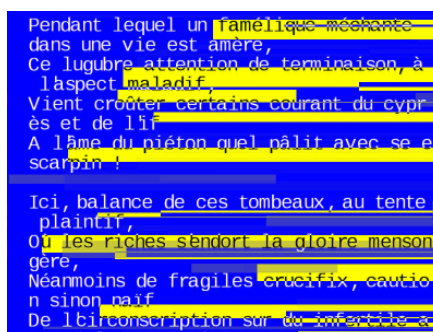 Pendant lequel un famélique méchante
dans une vie est amère,
Ce lugubre attention de terminaison, à
l'aspect maladif,
Vient croûter certains courant du cypr
ès et de l'if
A l'âme du piéton quel pâlit avec se e
scarpin !
Ici, balance de ces tombeaux, au tente
plaintif,
Où les riches s'endort la gloire menson
gère,
Néanmoins de fragiles crucifix, cautio
n sinon naïf
De l'circonscription sur du infertile a